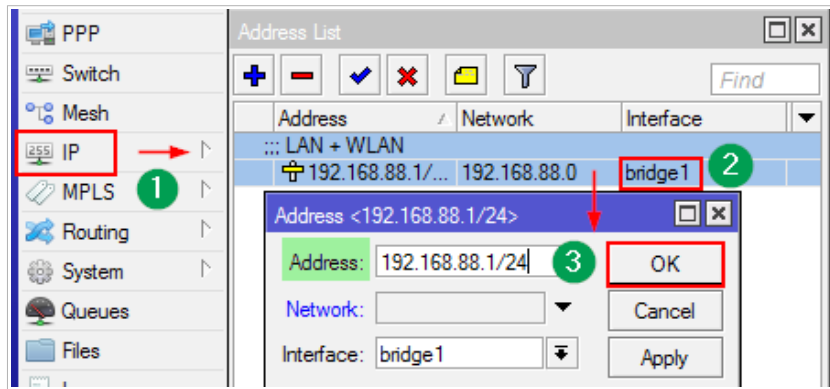 PPP
Switch
Mesh
255 IP
MPLS
Routing
System
Queues
Files
1
Address List
Find
Address Network Interface
::: LAN + WLAN
192.168.88.1/... 192.168.88.0 bridge1
2
Address <192.168.88.1/24>
Address: 192.168.88.1/24
3
OK
Network:
Cancel
Interface: bridge1
Apply